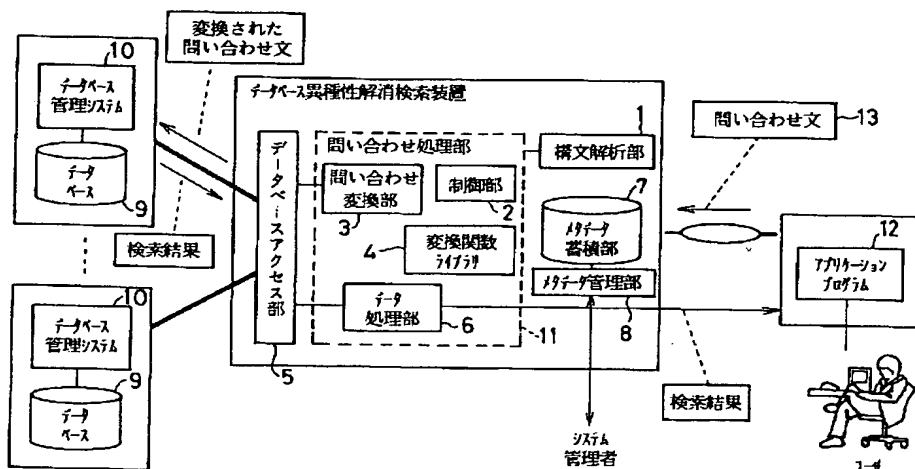 変換された
問い合わせ文
10
データベース
管理システム
データ
ベース
9
検索結果
10
データベース
管理システム
9
データ
ベース
データベース異種性解消検索装置
データベースアクセス部
5
問い合わせ処理部
問い合わせ
変換部
3
制御部
2
4
変換関数
ライブラリ
データ
処理部
6
11
1
構文解析部
7
メタデータ
蓄積部
メタデータ管理部
8
問い合わせ文
13
12
アプリケーション
プログラム
検索結果
システム
管理者
ユーザ